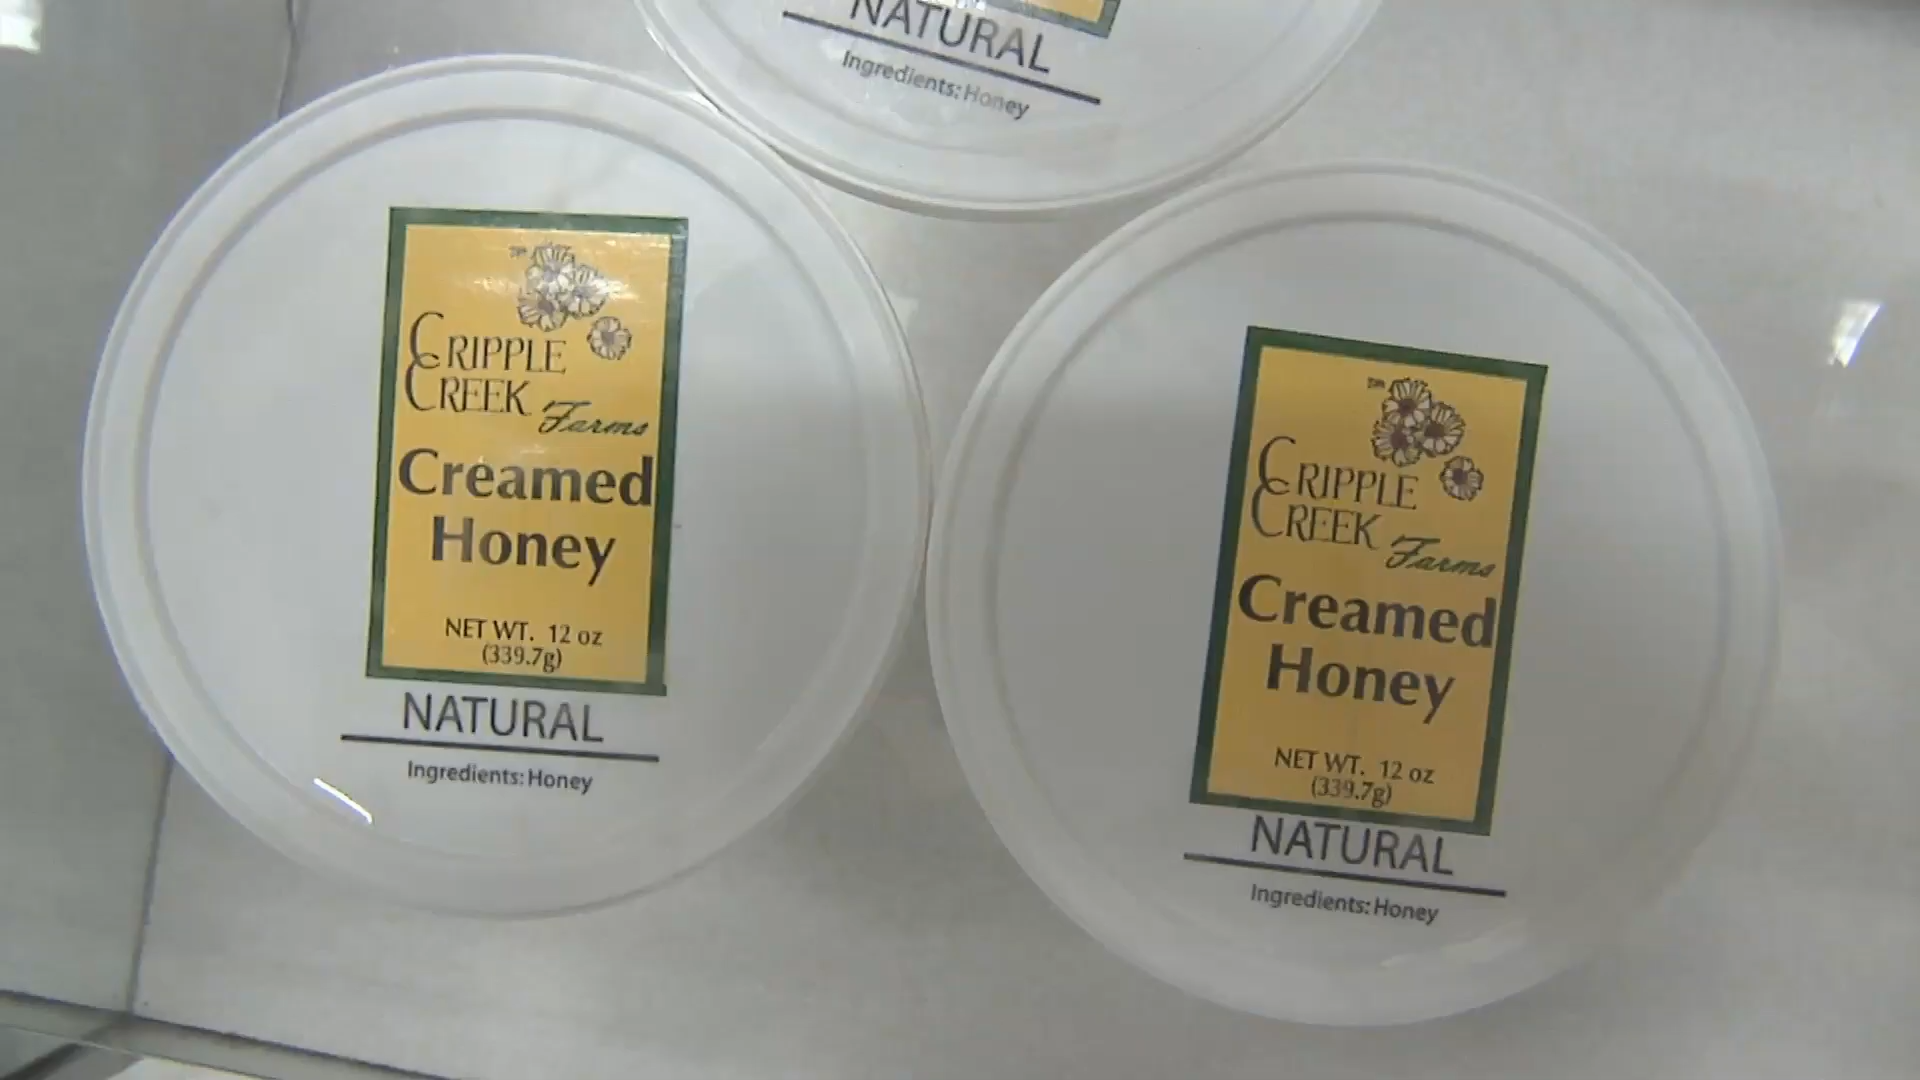 NATURAL
Ingredients: Honey
TM
CRIPPLE
CREEK Farms
Creamed
Honey
NET WT. 12 oz
(339.7g)
NATURAL
Ingredients: Honey
TM
CRIPPLE
CREEK Farms
Creamed
Honey
NET WT. 12 oz
(339.7g)
NATURAL
Ingredients: Honey